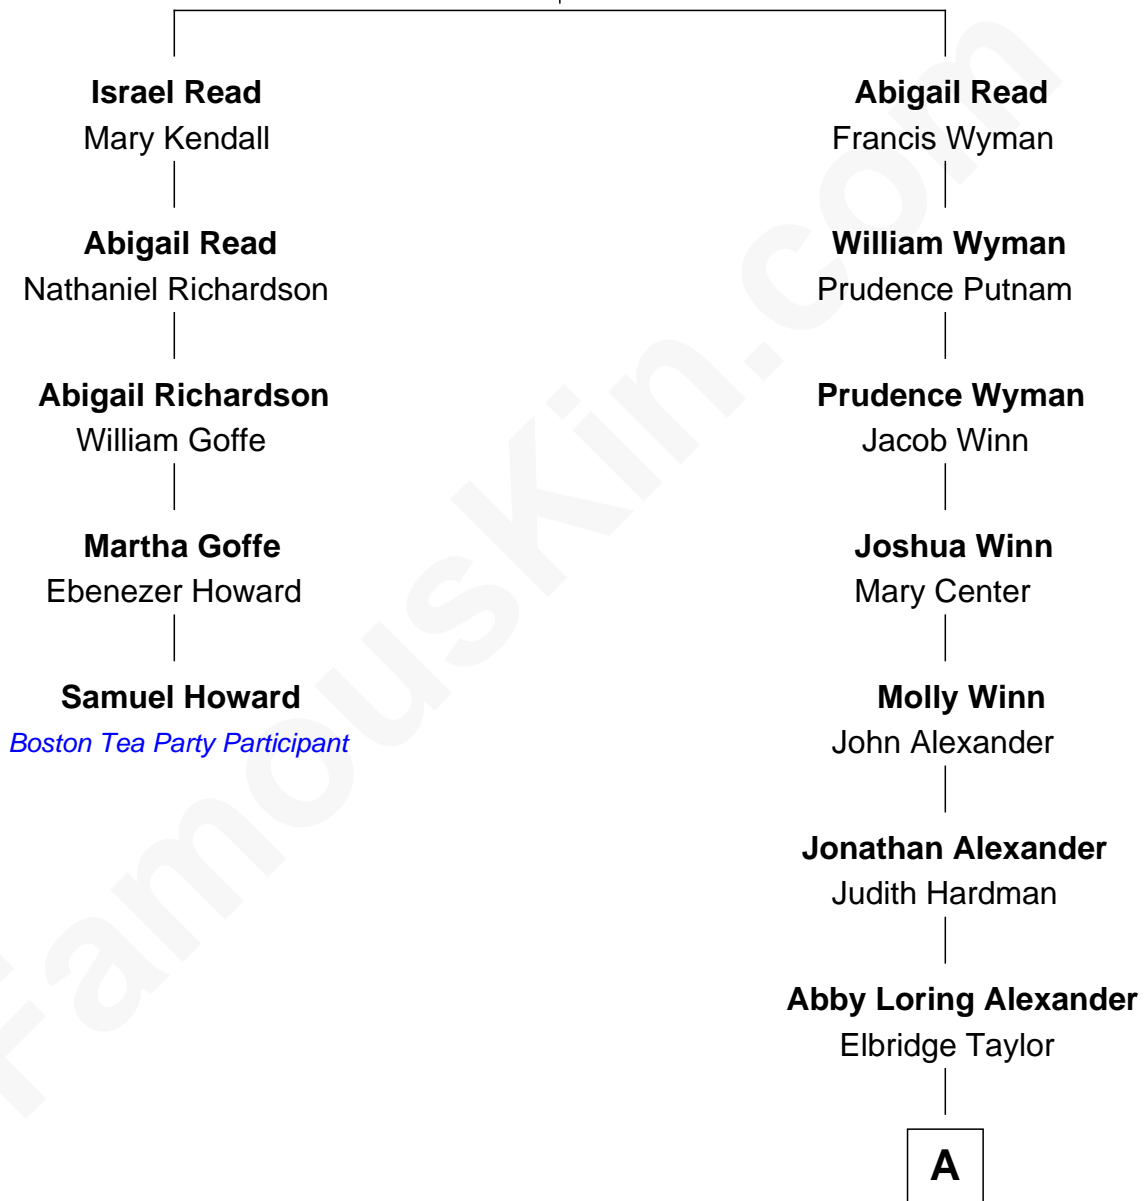 Israel Read
Mary Kendall
Abigail Read
Nathaniel Richardson
Abigail Richardson
William Goffe
Martha Goffe
Ebenezer Howard
Samuel Howard
Boston Tea Party Participant
Abigail Read
Francis Wyman
William Wyman
Prudence Putnam
Prudence Wyman
Jacob Winn
Joshua Winn
Mary Center
Molly Winn
John Alexander
Jonathan Alexander
Judith Hardman
Abby Loring Alexander
Elbridge Taylor
A
FamousKin.com